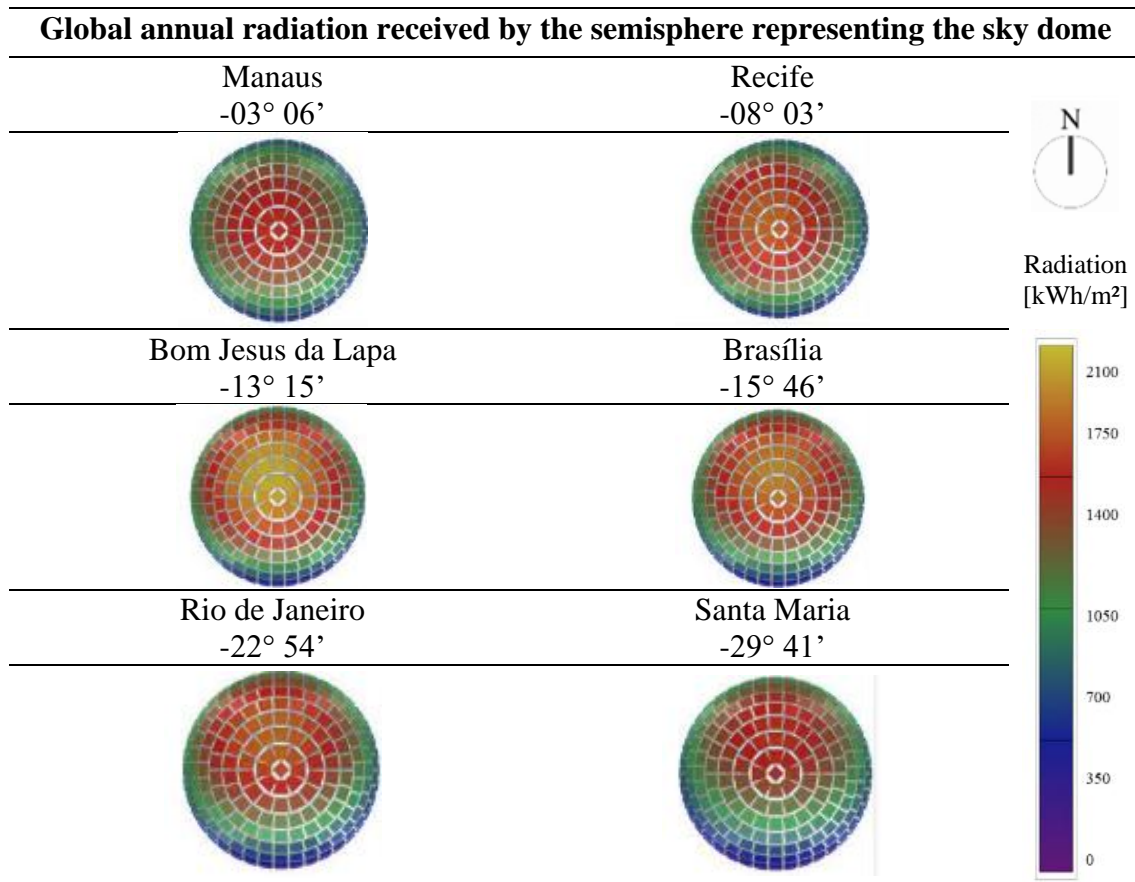 Global annual radiation received by the semisphere representing the sky dome
Manaus
-03° 06’
Recife
-08° 03’
N
Radiation
[kWh/m²]
Bom Jesus da Lapa
-13° 15’
Brasília
-15° 46’
2100
1750
1400
1050
700
350
0
Rio de Janeiro
-22° 54’
Santa Maria
-29° 41’